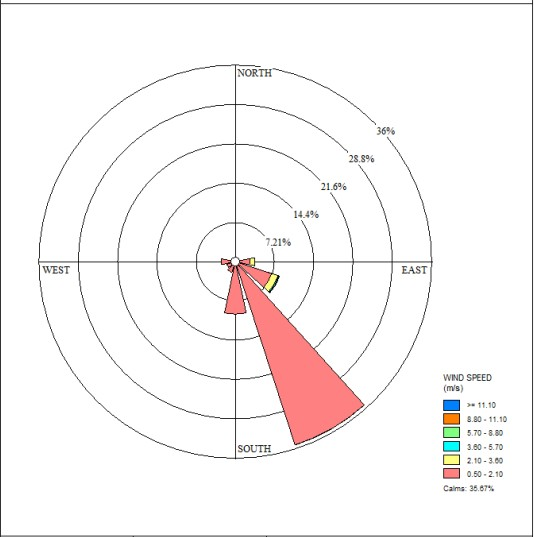 NORTH
36%
28.8%
21.6%
14.4%
7.21%
WEST
EAST
SOUTH
WIND SPEED
(m/s)
>= 11.10
8.80 - 11.10
5.70 - 8.80
3.60 - 5.70
2.10 - 3.60
0.50 - 2.10
Calms: 35.67%